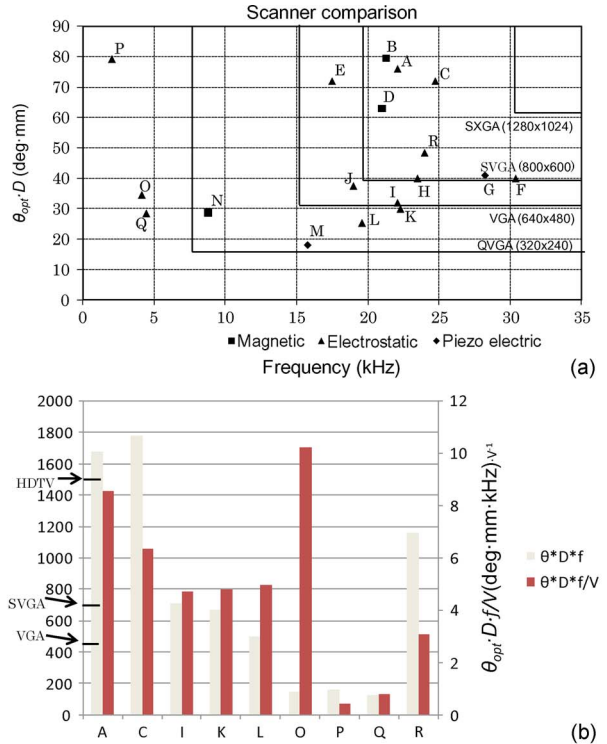 Scanner comparison
90
80
70
60
50
40
30
20
10
0
θopt·D (deg·mm)
P
B
A
E
C
D
SXGA (1280x1024)
R
SVGA (800x600)
J
H
G
F
O
I
N
Q
L
K
VGA (640x480)
M
QVGA (320x240)
0 5 10 15 20 25 30 35
■ Magnetic ▲ Electrostatic ◆ Piezo electric
Frequency (kHz)
(a)
2000
1800
1600
1400
1200
1000
800
600
400
200
0
HDTV
SVGA
VGA
12
10
8
6
4
2
0
θopt·D·f/V(deg·mm·kHz)·V-1
θ*D*f
θ*D*f/V
A C I K L O P Q R
(b)